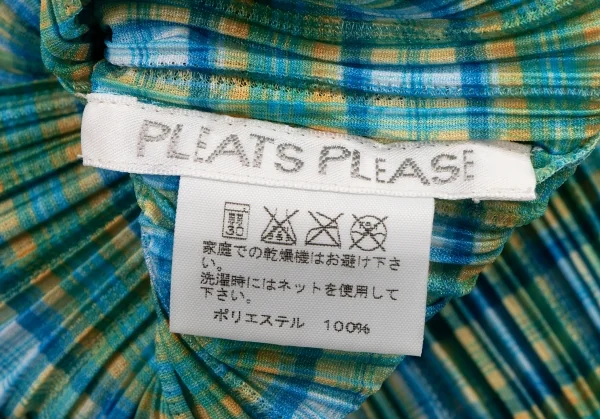 PLEATS PLEASE
弱 30
家庭での乾燥機はお避け下さ
い。
洗濯時にはネットを使用して
下さい。
ポリエステル 100%